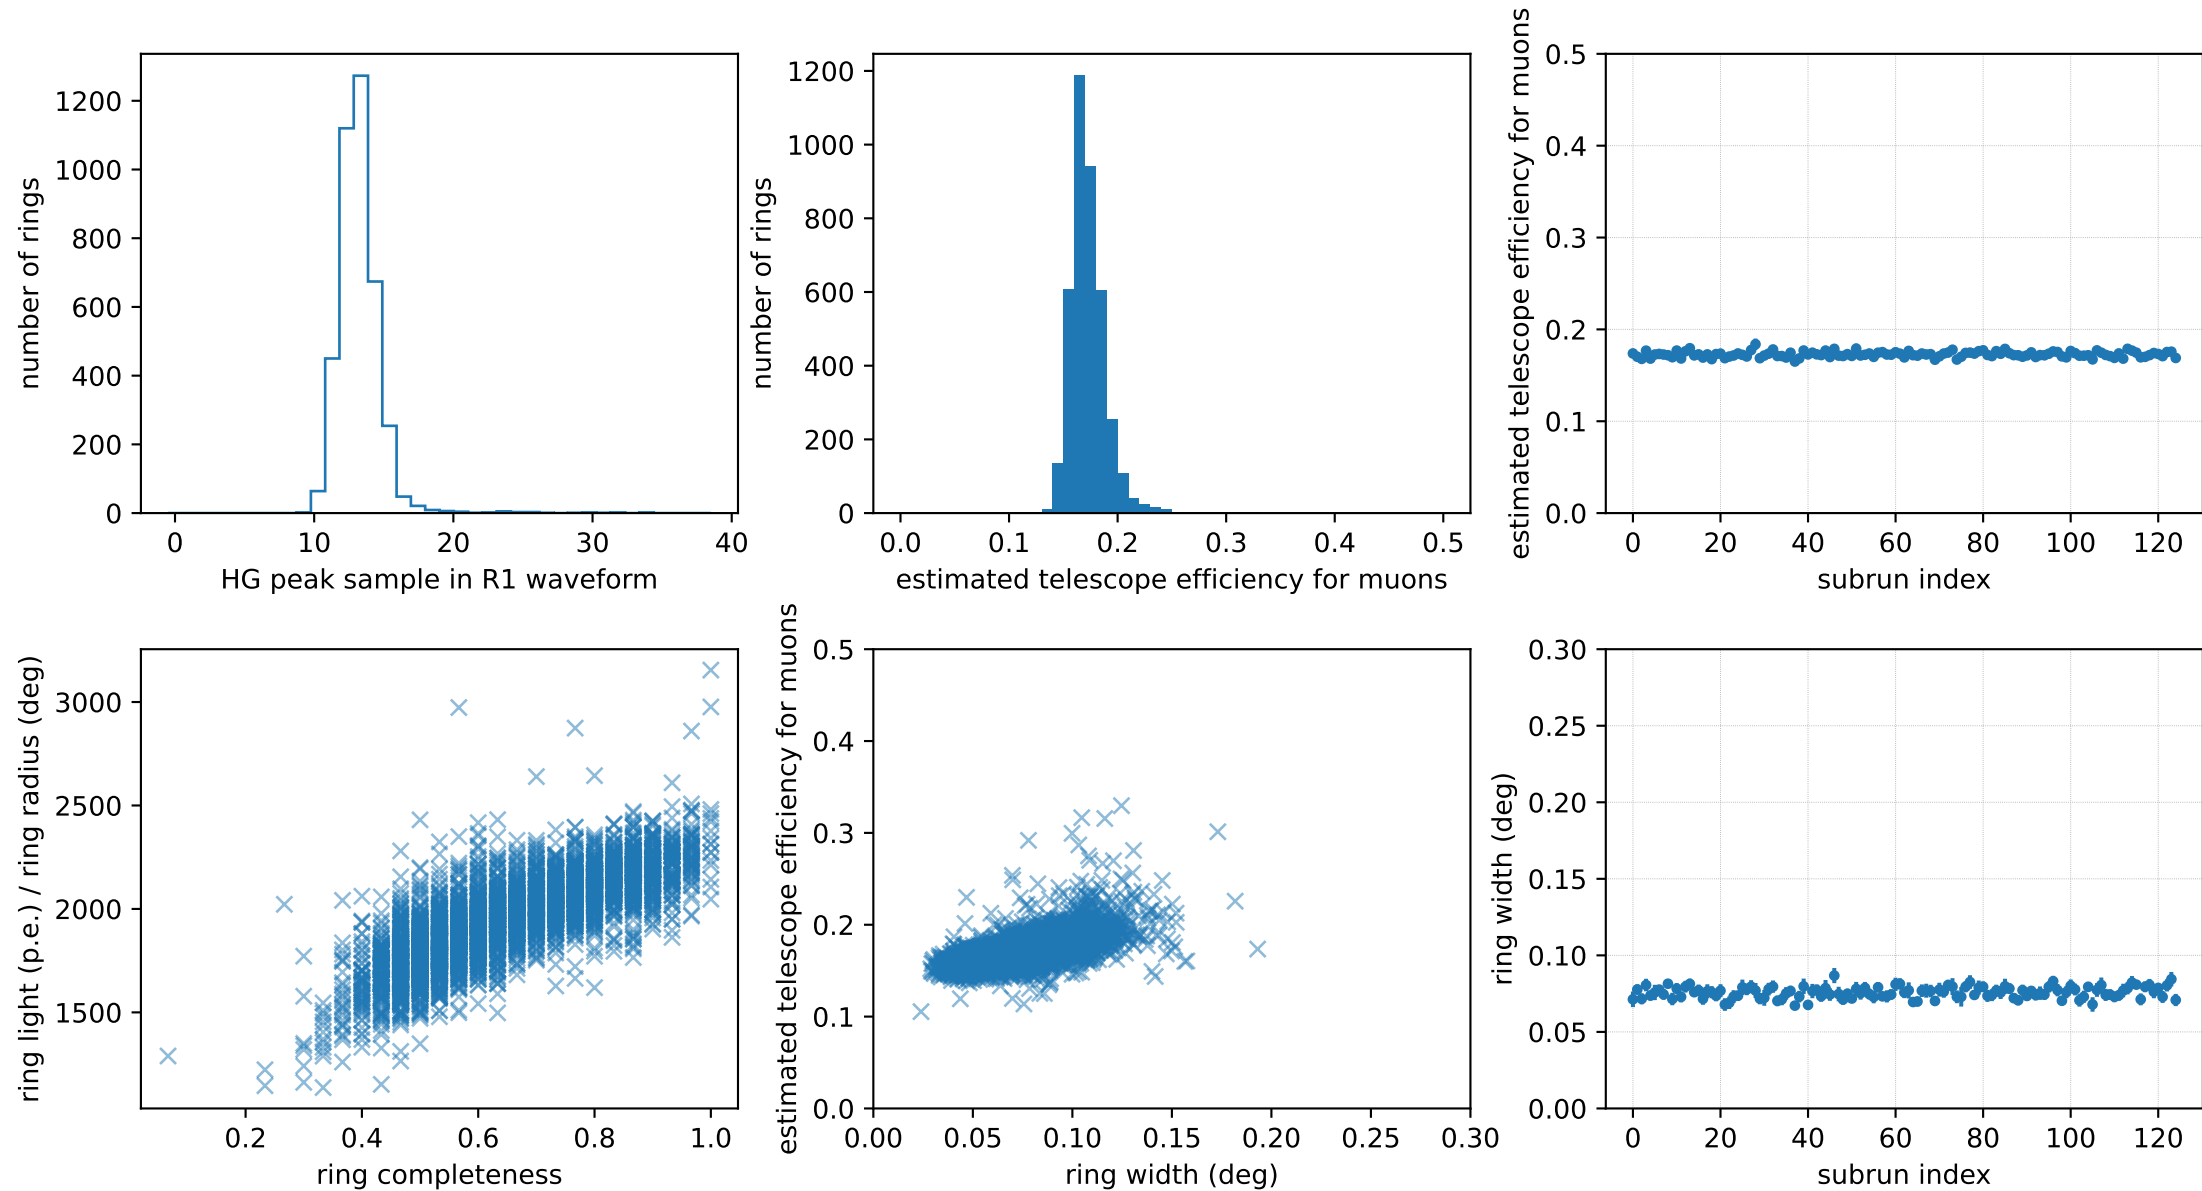 number of rings
1200
1000
800
600
400
200
0
0 10 20 30 40
HG peak sample in R1 waveform
number of rings
1200
1000
800
600
400
200
0
0.0 0.1 0.2 0.3 0.4 0.5
estimated telescope efficiency for muons
estimated telescope efficiency for muons
0.5
0.4
0.3
0.2
0.1
0.0
0 20 40 60 80 100 120
subrun index
ring light (p.e.) / ring radius (deg)
3000
2500
2000
1500
0.2 0.4 0.6 0.8 1.0
ring completeness
estimated telescope efficiency for muons
0.5
0.4
0.3
0.2
0.1
0.0
0.00 0.05 0.10 0.15 0.20 0.25 0.30
ring width (deg)
ring width (deg)
0.30
0.25
0.20
0.15
0.10
0.05
0.00
0 20 40 60 80 100 120
subrun index